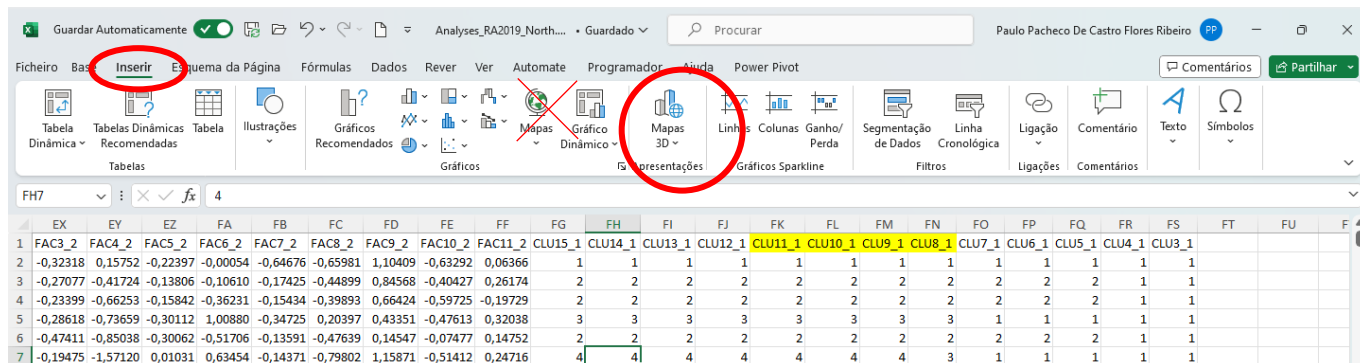 Guardar Automaticamente Analyses_RA2019_North.... • Guardado Procurar Paulo Pacheco De Castro Flores Ribeiro PP
Ficheiro Base Inserir Esquema da Página Fórmulas Dados Rever Ver Automate Programador Ajuda Power Pivot Comentários Partilhar
Tabela Dinâmica
Tabelas Dinâmicas Recomendadas
Tabela
Tabelas
Ilustrações
Gráficos Recomendados
Mapas
Gráfico Dinâmico
Gráficos
Mapas 3D
Apresentações
Linhas
Colunas
Ganho/ Perda
Gráficos Sparkline
Segmentação de Dados
Linha Cronológica
Filtros
Ligação
Ligações
Comentário
Comentários
Texto
Símbolos
FH7 fx 4
EX EY EZ FA FB FC FD FE FF FG FH FI FJ FK FL FM FN FO FP FQ FR FS FT FU F
1 FAC3_2 FAC4_2 FAC5_2 FAC6_2 FAC7_2 FAC8_2 FAC9_2 FAC10_2 FAC11_2 CLU15_1 CLU14_1 CLU13_1 CLU12_1 CLU11_1 CLU10_1 CLU9_1 CLU8_1 CLU7_1 CLU6_1 CLU5_1 CLU4_1 CLU3_1
2 -0,32318 0,15752 -0,22397 -0,00054 -0,64676 -0,65981 1,10409 -0,63292 0,06366 1 1 1 1 1 1 1 1 1 1 1 1 1
3 -0,27077 -0,41724 -0,13806 -0,10610 -0,17425 -0,44899 0,84568 -0,40427 0,26174 2 2 2 2 2 2 2 2 2 2 2 1 1
4 -0,23399 -0,66253 -0,15842 -0,36231 -0,15434 -0,39893 0,66424 -0,59725 -0,19729 2 2 2 2 2 2 2 2 2 2 2 1 1
5 -0,28618 -0,73659 -0,30112 1,00880 -0,34725 0,20397 0,43351 -0,47613 0,32038 3 3 3 3 3 3 3 3 1 1 1 1 1
6 -0,47411 -0,85038 -0,30062 -0,51706 -0,13591 -0,47639 0,14547 -0,07477 0,14752 2 2 2 2 2 2 2 2 2 2 2 1 1
7 -0,19475 -1,57120 0,01031 0,63454 -0,14371 -0,79802 1,15871 -0,51412 0,24716 4 4 4 4 4 4 4 3 1 1 1 1 1